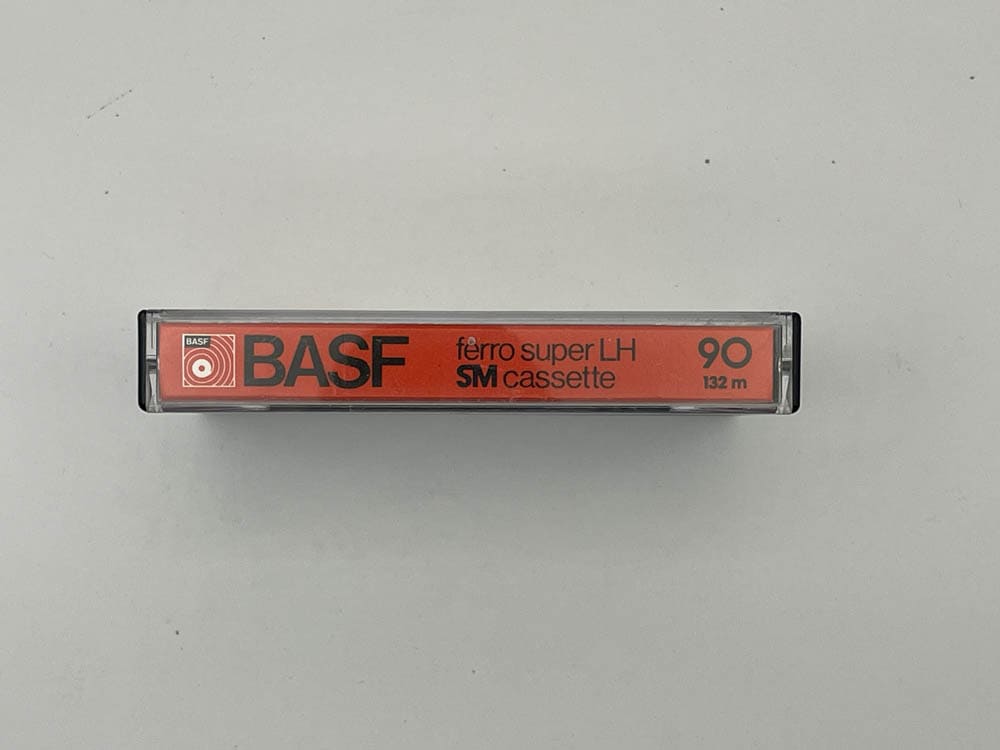 BASF
BASF
ferro super LH
SM cassette
90
132 m